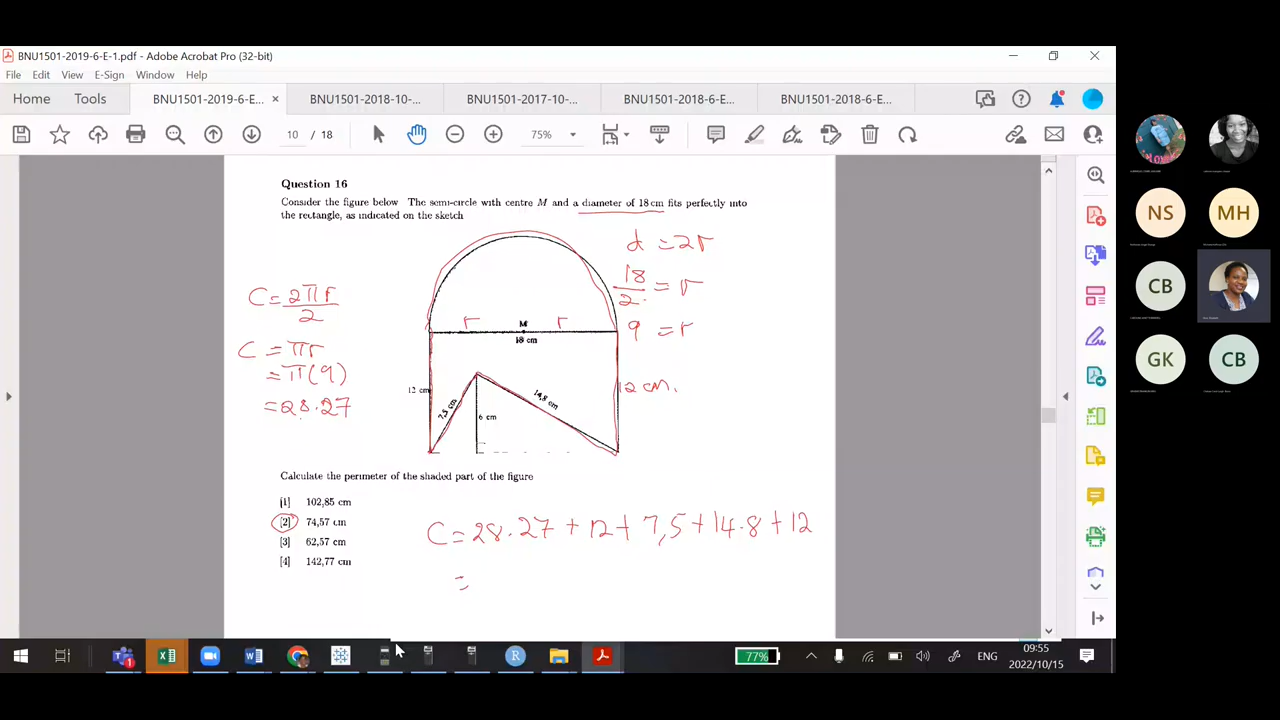 BNU1501-2019-6-E-1.pdf - Adobe Acrobat Pro (32-bit)
File Edit View E-Sign Window Help
Home Tools BNU1501-2019-6-E... × BNU1501-2018-10-... BNU1501-2017-10-... BNU1501-2018-6-E... BNU1501-2018-6-E...
10 / 18 75%
Question 16
Consider the figure below The semi-circle with centre M and a diameter of 18 cm fits perfectly into
the rectangle, as indicated on the sketch
d = 2r
18/2 = r
9 = r
C = 2πr/2
C = πr
= π(9)
= 28.27
r M r
18 cm
12 cm
12 cm.
7,5 cm
6 cm
14,8 cm
Calculate the perimeter of the shaded part of the figure
[1] 102,85 cm
[2] 74,57 cm
[3] 62,57 cm
[4] 142,77 cm
C = 28.27 + 12 + 7,5 + 14.8 + 12
=
NS MH
CB
GK CB
77% ENG 09:55
2022/10/15